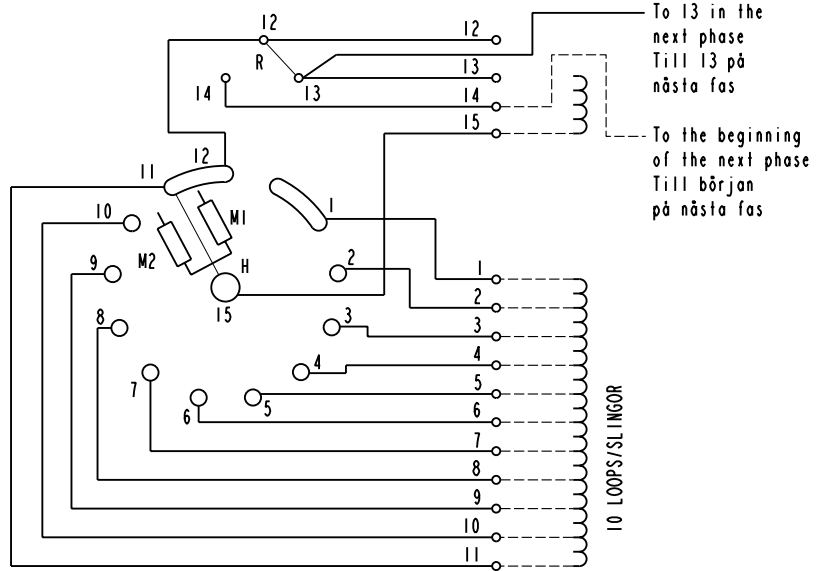 To 13 in the
next phase
Till 13 på
nästa fas
To the beginning
of the next phase
Till början
på nästa fas
12
12
R
13
14
13
14
15
12
11
1
10
M1
M2
2
H
9
15
8
3
4
7
6
5
1
2
3
4
5
6
7
8
9
10
11
10 LOOPS/SLINGOR